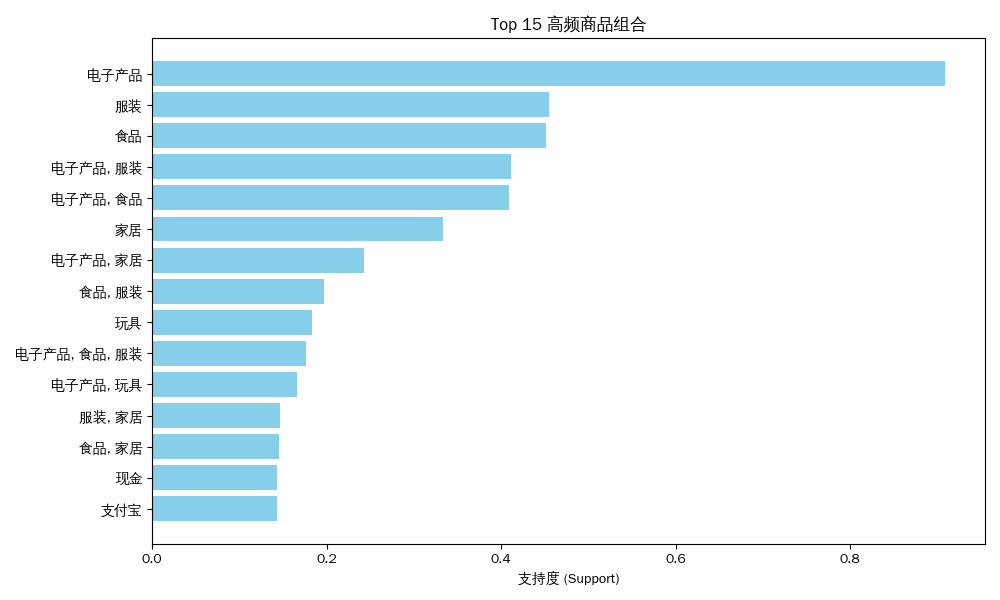 Top 15 高频商品组合
电子产品
服装
食品
电子产品, 服装
电子产品, 食品
家居
电子产品, 家居
食品, 服装
玩具
电子产品, 食品, 服装
电子产品, 玩具
服装, 家居
食品, 家居
现金
支付宝
0.0 0.2 0.4 0.6 0.8
支持度 (Support)